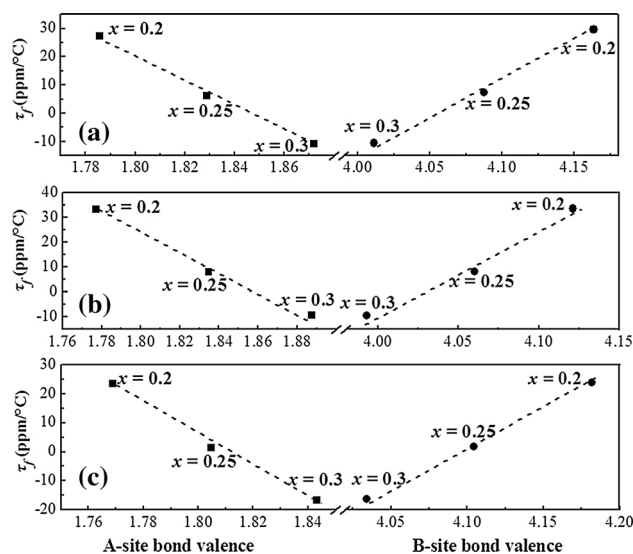 30
20
10
0
-10
τf (ppm/°C)
x = 0.2
x = 0.25
x = 0.3
x = 0.3
x = 0.25
x = 0.2
(a)
1.78 1.80 1.82 1.84 1.86 4.00 4.05 4.10 4.15
40
30
20
10
0
-10
τf (ppm/°C)
x = 0.2
x = 0.25
x = 0.3
x = 0.3
x = 0.25
x = 0.2
(b)
1.76 1.78 1.80 1.82 1.84 1.86 1.88 4.00 4.05 4.10 4.15
30
20
10
0
-10
-20
τf (ppm/°C)
x = 0.2
x = 0.25
x = 0.3
x = 0.3
x = 0.25
x = 0.2
(c)
1.76 1.78 1.80 1.82 1.84 4.05 4.10 4.15 4.20
A-site bond valence B-site bond valence